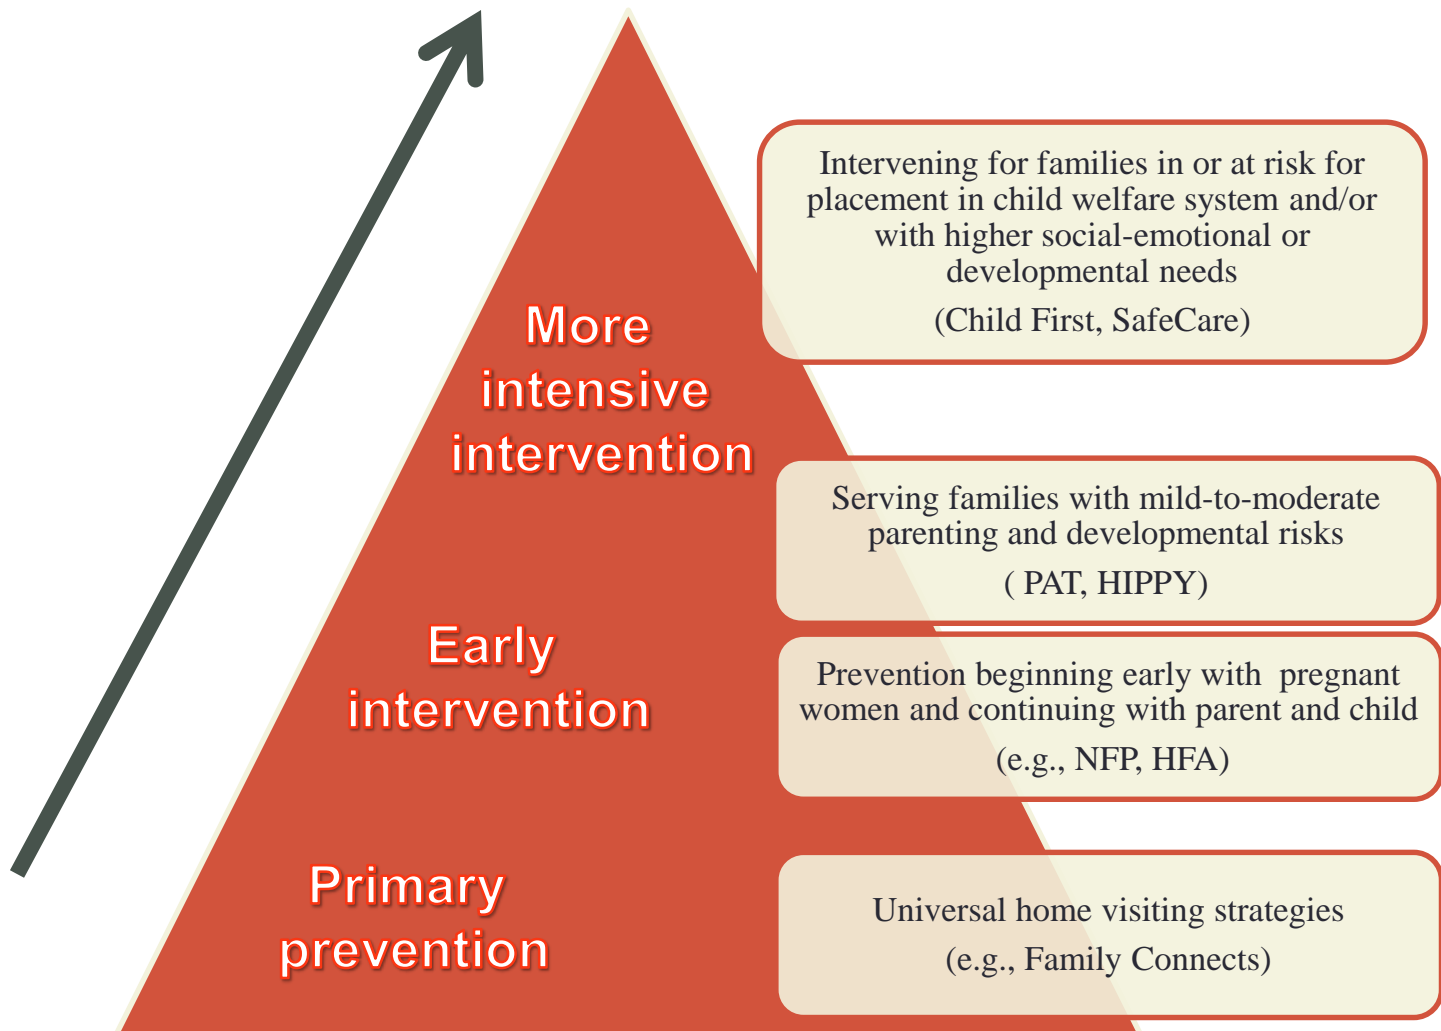 Intervening for families in or at risk for
placement in child welfare system and/or
with higher social-emotional or
developmental needs
(Child First, SafeCare)
More
intensive
intervention
Serving families with mild-to-moderate
parenting and developmental risks
( PAT, HIPPY)
Early
intervention
Prevention beginning early with  pregnant
women and continuing with parent and child
(e.g., NFP, HFA)
Primary
prevention
Universal home visiting strategies
(e.g., Family Connects)